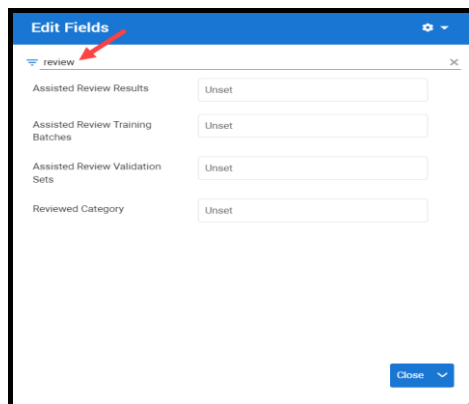 Edit Fields
review
Assisted Review Results
Unset
Assisted Review Training
Batches
Unset
Assisted Review Validation
Sets
Unset
Reviewed Category
Unset
Close